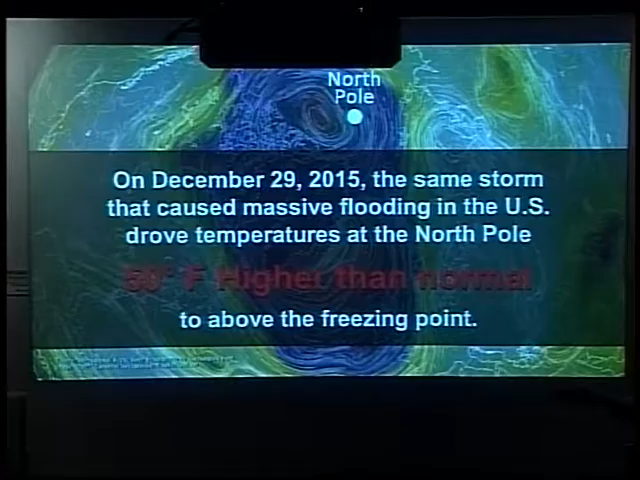 North
Pole
On December 29, 2015, the same storm
that caused massive flooding in the U.S.
drove temperatures at the North Pole
50° F Higher than normal
to above the freezing point.